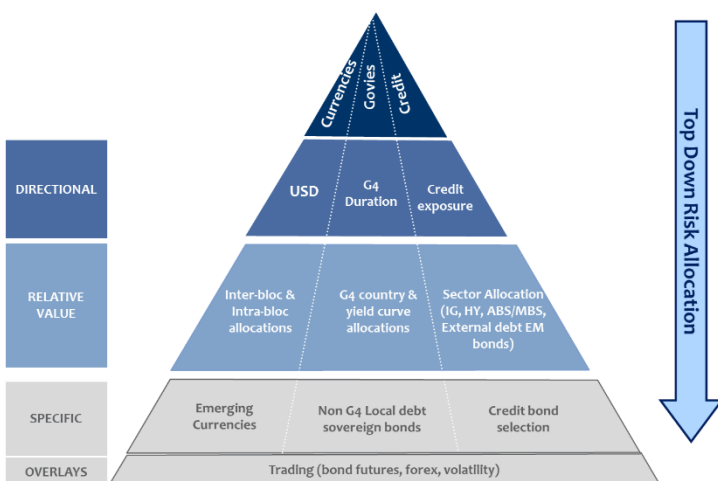 Currencies
Govies
Credit
DIRECTIONAL
USD
G4
Duration
Credit
exposure
RELATIVE
VALUE
Inter-bloc &
Intra-bloc
allocations
G4 country &
yield curve
allocations
Sector Allocation
(IG, HY, ABS/MBS,
External debt EM
bonds)
SPECIFIC
Emerging
Currencies
Non G4 Local debt
sovereign bonds
Credit bond
selection
OVERLAYS
Trading (bond futures, forex, volatility)
Top Down Risk Allocation